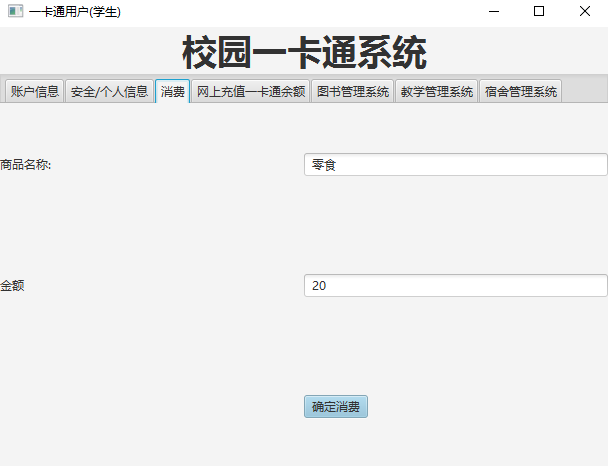 一卡通用户(学生)
校园一卡通系统
账户信息 安全/个人信息 消费 网上充值一卡通余额 图书管理系统 教学管理系统 宿舍管理系统
商品名称: 零食
金额 20
确定消费